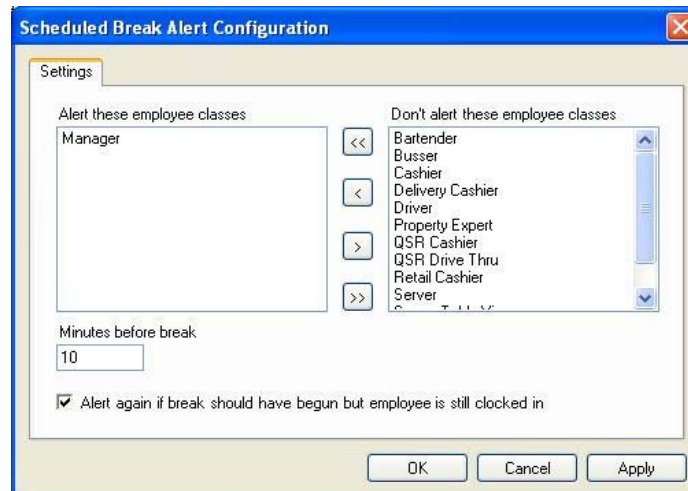 Scheduled Break Alert Configuration
Settings
Alert these employee classes
Manager
<<
<
>
>>
Don't alert these employee classes
Bartender
Busser
Cashier
Delivery Cashier
Driver
Property Expert
QSR Cashier
QSR Drive Thru
Retail Cashier
Server
Minutes before break
10
Alert again if break should have begun but employee is still clocked in
OK
Cancel
Apply